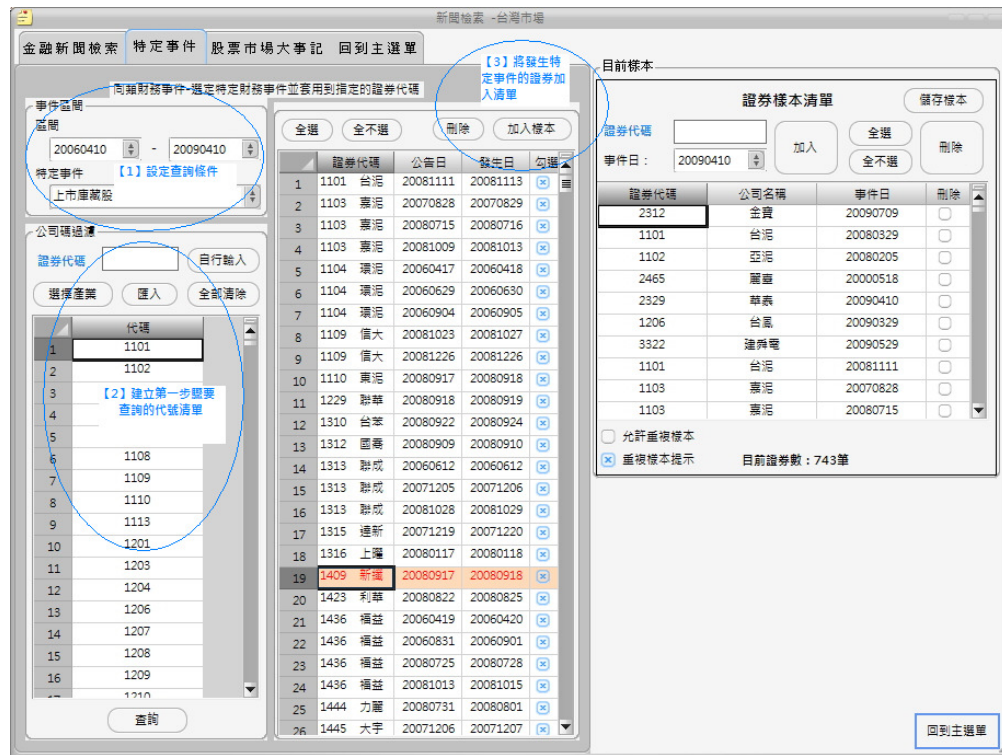 新聞檢索 -台灣市場
金融新聞檢索 特定事件 股票市場大事記 回到主選單
同類財務事件-選定特定財務事件並套用到指定的證券代碼
【3】將發生特
定事件的證券加
入清單
事件區間
區間
20060410 - 20090410
特定事件 【1】設定查詢條件
上市庫藏股
公司碼過濾
證券代碼 自行輸入
選擇產業 匯入 全部清除
代碼
1 1101
2 1102
3
4
5
【2】建立第一步驟要
查詢的代號清單
6 1108
7 1109
8 1110
9 1113
10 1201
11 1203
12 1204
13 1206
14 1207
15 1208
16 1209
17 1210
查詢
全選 全不選 刪除 加入樣本
證券代碼 公告日 發生日 勾選
1 1101 台泥 20081111 20081113
2 1103 嘉泥 20070828 20070829
3 1103 嘉泥 20080715 20080716
4 1103 嘉泥 20081009 20081013
5 1104 環泥 20060417 20060418
6 1104 環泥 20060629 20060630
7 1104 環泥 20060904 20060905
8 1109 信大 20081023 20081027
9 1109 信大 20081226 20081226
10 1110 東泥 20080917 20080918
11 1229 聯華 20080918 20080919
12 1310 台苯 20080922 20080924
13 1312 國喬 20080909 20080910
14 1313 聯成 20060612 20060612
15 1313 聯成 20071205 20071206
16 1313 聯成 20081028 20081029
17 1315 達新 20071219 20071220
18 1316 上曜 20080117 20080118
19 1409 新纖 20080917 20080918
20 1423 利華 20080822 20080825
21 1436 福益 20060419 20060420
22 1436 福益 20060831 20060901
23 1436 福益 20080725 20080728
24 1436 福益 20081013 20081015
25 1444 力麗 20080731 20080801
26 1445 大宇 20071206 20071207
目前樣本
證券樣本清單 儲存樣本
證券代碼 加入 全選 刪除
事件日： 20090410 全不選
證券代碼 公司名稱 事件日 刪除
2312 金寶 20090709
1101 台泥 20080329
1102 亞泥 20080205
2465 麗臺 20000518
2329 華泰 20090410
1206 台鳳 20090329
3322 建舜電 20090529
1101 台泥 20081111
1103 嘉泥 20070828
1103 嘉泥 20080715
允許重複樣本
重複樣本提示 目前證券數：743筆
回到主選單